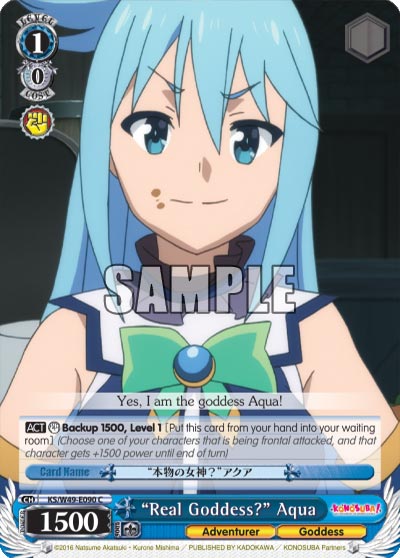 LEVEL
1
0
COST
SAMPLE
Yes, I am the goddess Aqua!
ACT Backup 1500, Level 1 [Put this card from your hand into your waiting
room] (Choose one of your characters that is being frontal attacked, and that
character gets +1500 power until end of turn)
Card Name "本物の女神？"アクア
CH KS/W49-E090 C
POWER 1500 SOUL "Real Goddess?" Aqua
KONOSUBA!
Adventurer Goddess
©2016 Natsume Akatsuki・Kurone Mishima / PUBLISHED BY KADOKAWA / KONOSUBA Partners